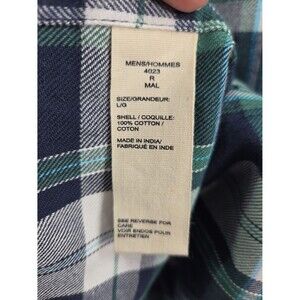 MENS/HOMMES
4023
R
MAL
SIZE/GRANDEUR:
L/G
SHELL / COQUILLE:
100% COTTON /
COTON
MADE IN INDIA/
FABRIQUÉ EN INDE
SEE REVERSE FOR
CARE
VOIR ENDOS POUR
ENTRETIEN